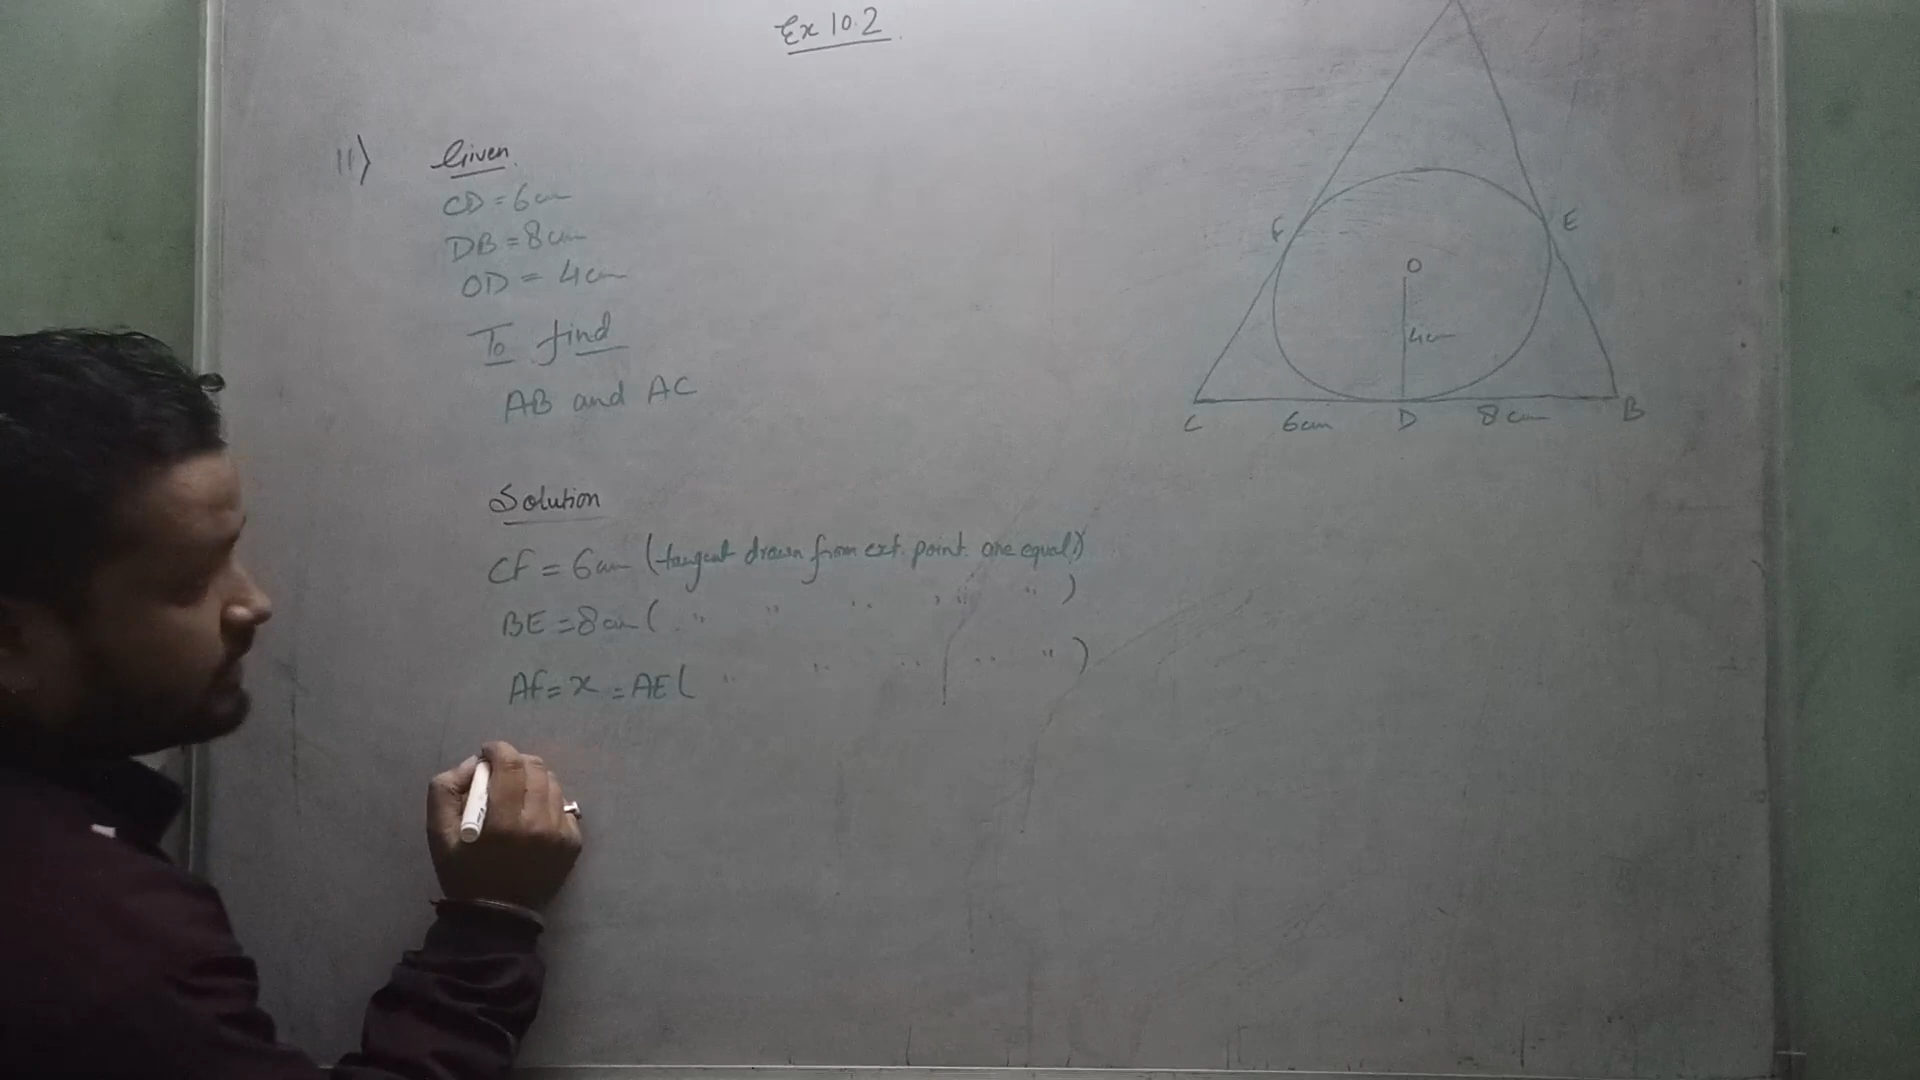 Ex 10.2
11)
Given
CD = 6cm
DB = 8cm
OD = 4cm
To find
AB and AC
Solution
CF = 6cm (tangent drawn from ext. point are equal)
BE = 8cm ( " " " " " )
AF = x = AE ( " " " " " )
F
E
O
4cm
C
6cm
D
8cm
B